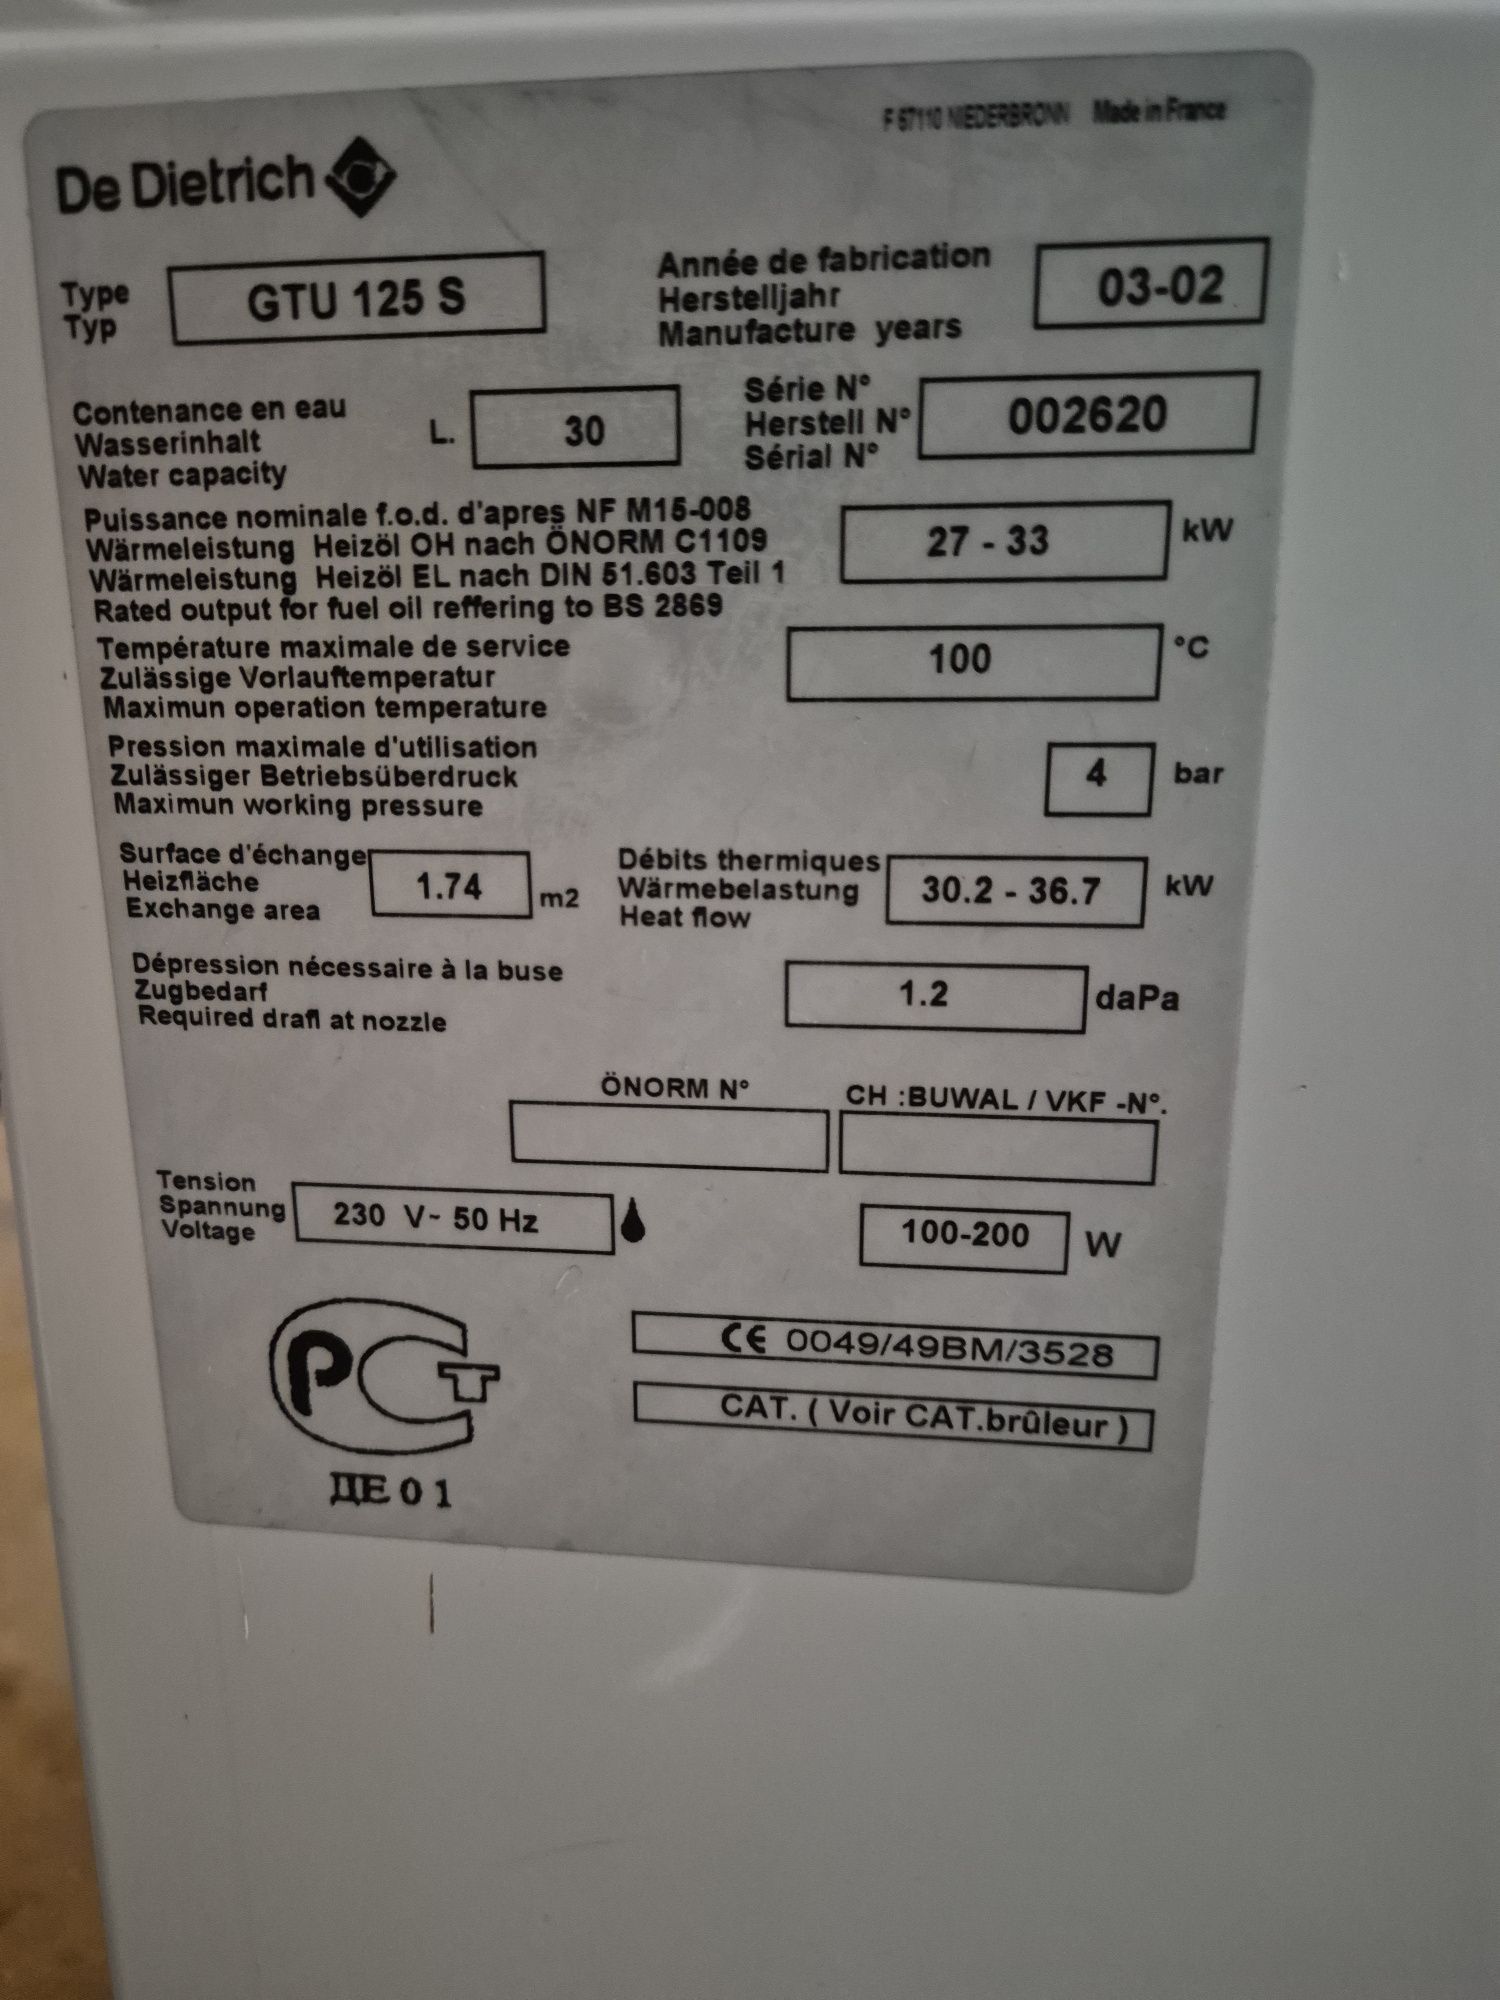 F 67110 NIEDERBRONN Made in France
De Dietrich
Type
Typ
GTU 125 S
Année de fabrication
Herstelljahr
Manufacture years
03-02
Contenance en eau
Wasserinhalt
Water capacity
L.
30
Série N°
Herstell N°
Sérial N°
002620
Puissance nominale f.o.d. d'apres NF M15-008
Wärmeleistung Heizöl OH nach ÖNORM C1109
Wärmeleistung Heizöl EL nach DIN 51.603 Teil 1
Rated output for fuel oil reffering to BS 2869
27 - 33
kW
Température maximale de service
Zulässige Vorlauftemperatur
Maximun operation temperature
100
°C
Pression maximale d'utilisation
Zulässiger Betriebsüberdruck
Maximun working pressure
4
bar
Surface d'échange
Heizfläche
Exchange area
1.74
m2
Débits thermiques
Wärmebelastung
Heat flow
30.2 - 36.7
kW
Dépression nécessaire à la buse
Zugbedarf
Required drafl at nozzle
1.2
daPa
ÖNORM N°
CH :BUWAL / VKF -N°.
Tension
Spannung
Voltage
230 V~ 50 Hz
100-200
W
CE 0049/49BM/3528
CAT. ( Voir CAT.brûleur )
РСТ
ДЕ 0 1